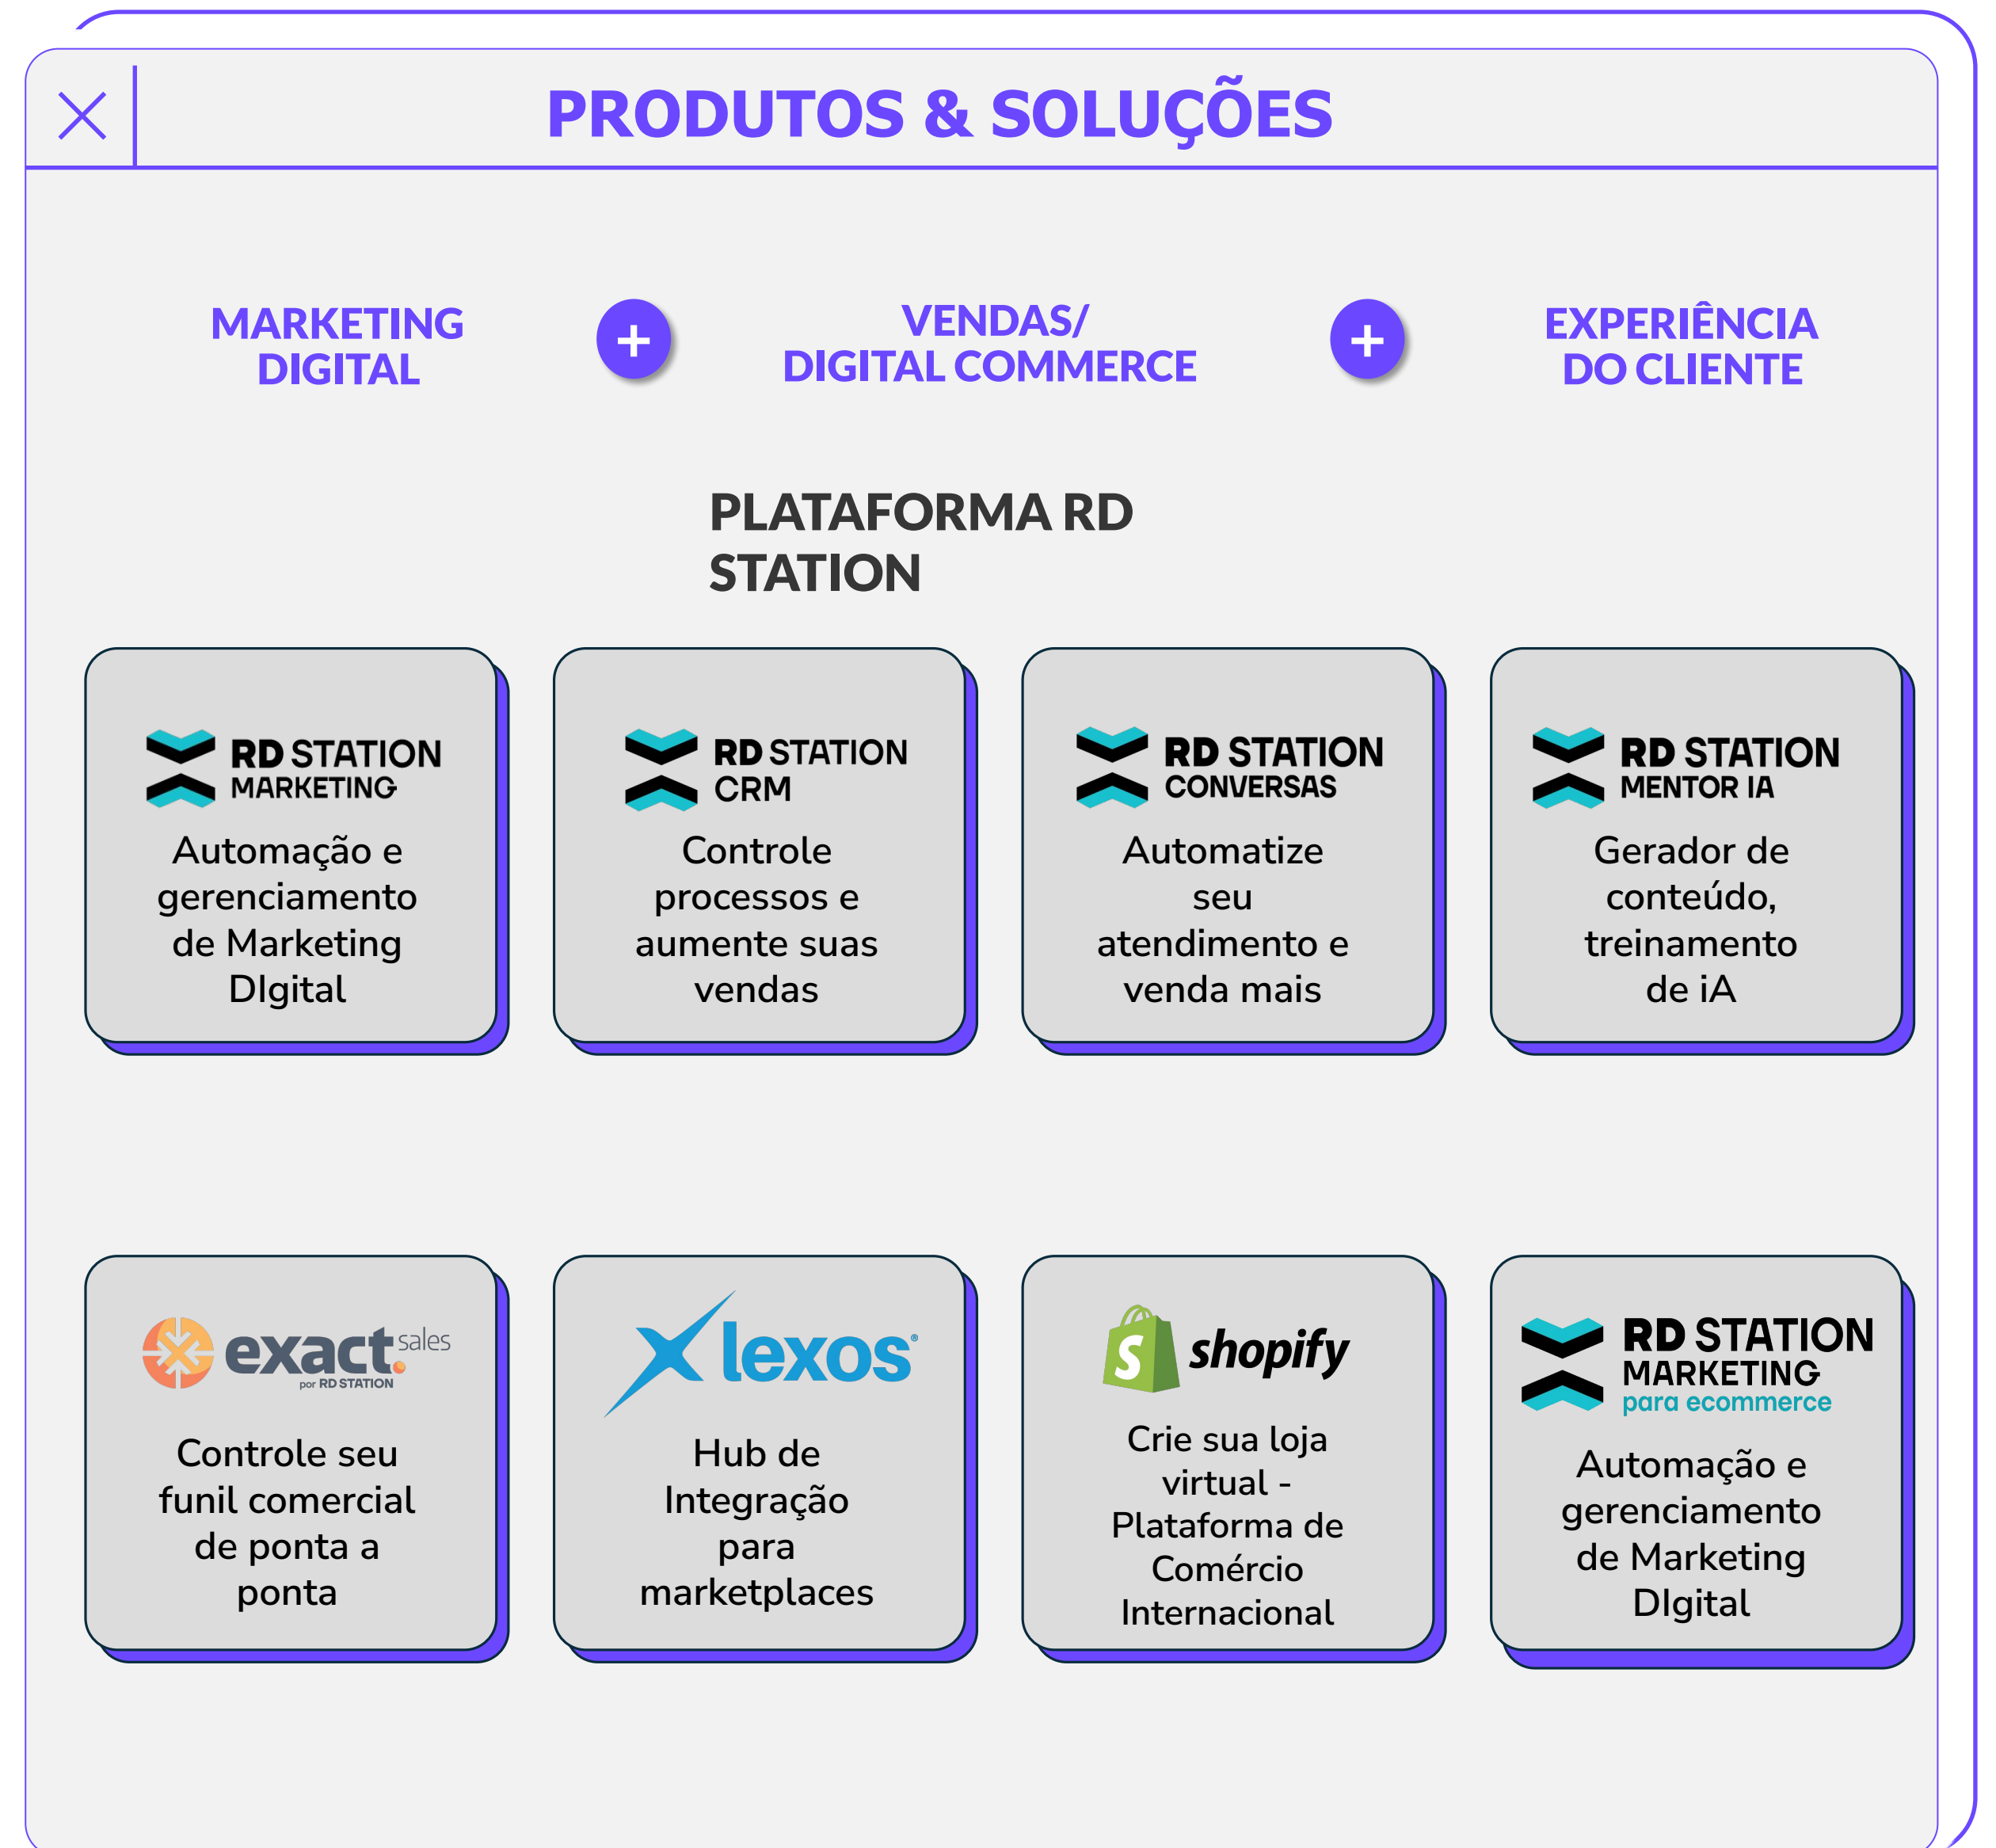 PRODUTOS & SOLUÇÕES
MARKETING
DIGITAL
+
VENDAS/
DIGITAL COMMERCE
+
EXPERIÊNCIA
DO CLIENTE
PLATAFORMA RD
STATION
RD STATION
MARKETING
Automação e
gerenciamento
de Marketing
DIgital
RD STATION
CRM
Controle
processos e
aumente suas
vendas
RD STATION
CONVERSAS
Automatize
seu
atendimento e
venda mais
RD STATION
MENTOR IA
Gerador de
conteúdo,
treinamento
de iA
exact sales
por RD STATION
Controle seu
funil comercial
de ponta a
ponta
lexos®
Hub de
Integração
para
marketplaces
shopify
Crie sua loja
virtual -
Plataforma de
Comércio
Internacional
RD STATION
MARKETING
para ecommerce
Automação e
gerenciamento
de Marketing
DIgital